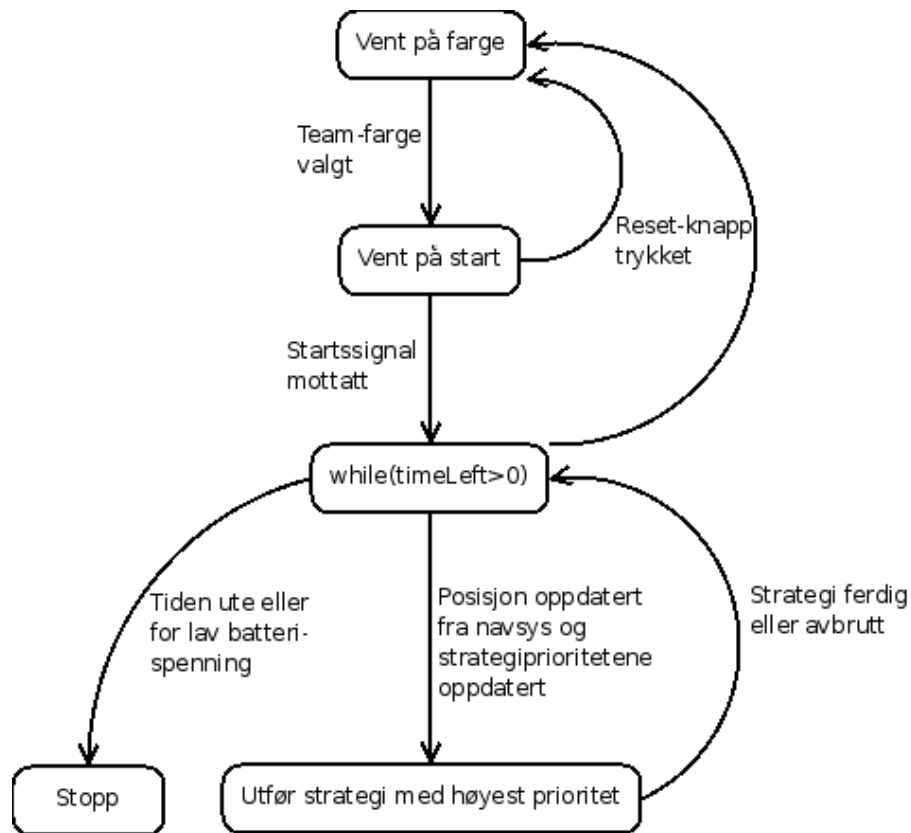 Vent på farge
Team-farge
valgt
Reset-knapp
trykket
Vent på start
Startssignal
mottatt
while(timeLeft>0)
Tiden ute eller
for lav batteri-
spenning
Posisjon oppdatert
fra navsys og
strategiprioritetene
oppdatert
Strategi ferdig
eller avbrutt
Stopp
Utfør strategi med høyest prioritet